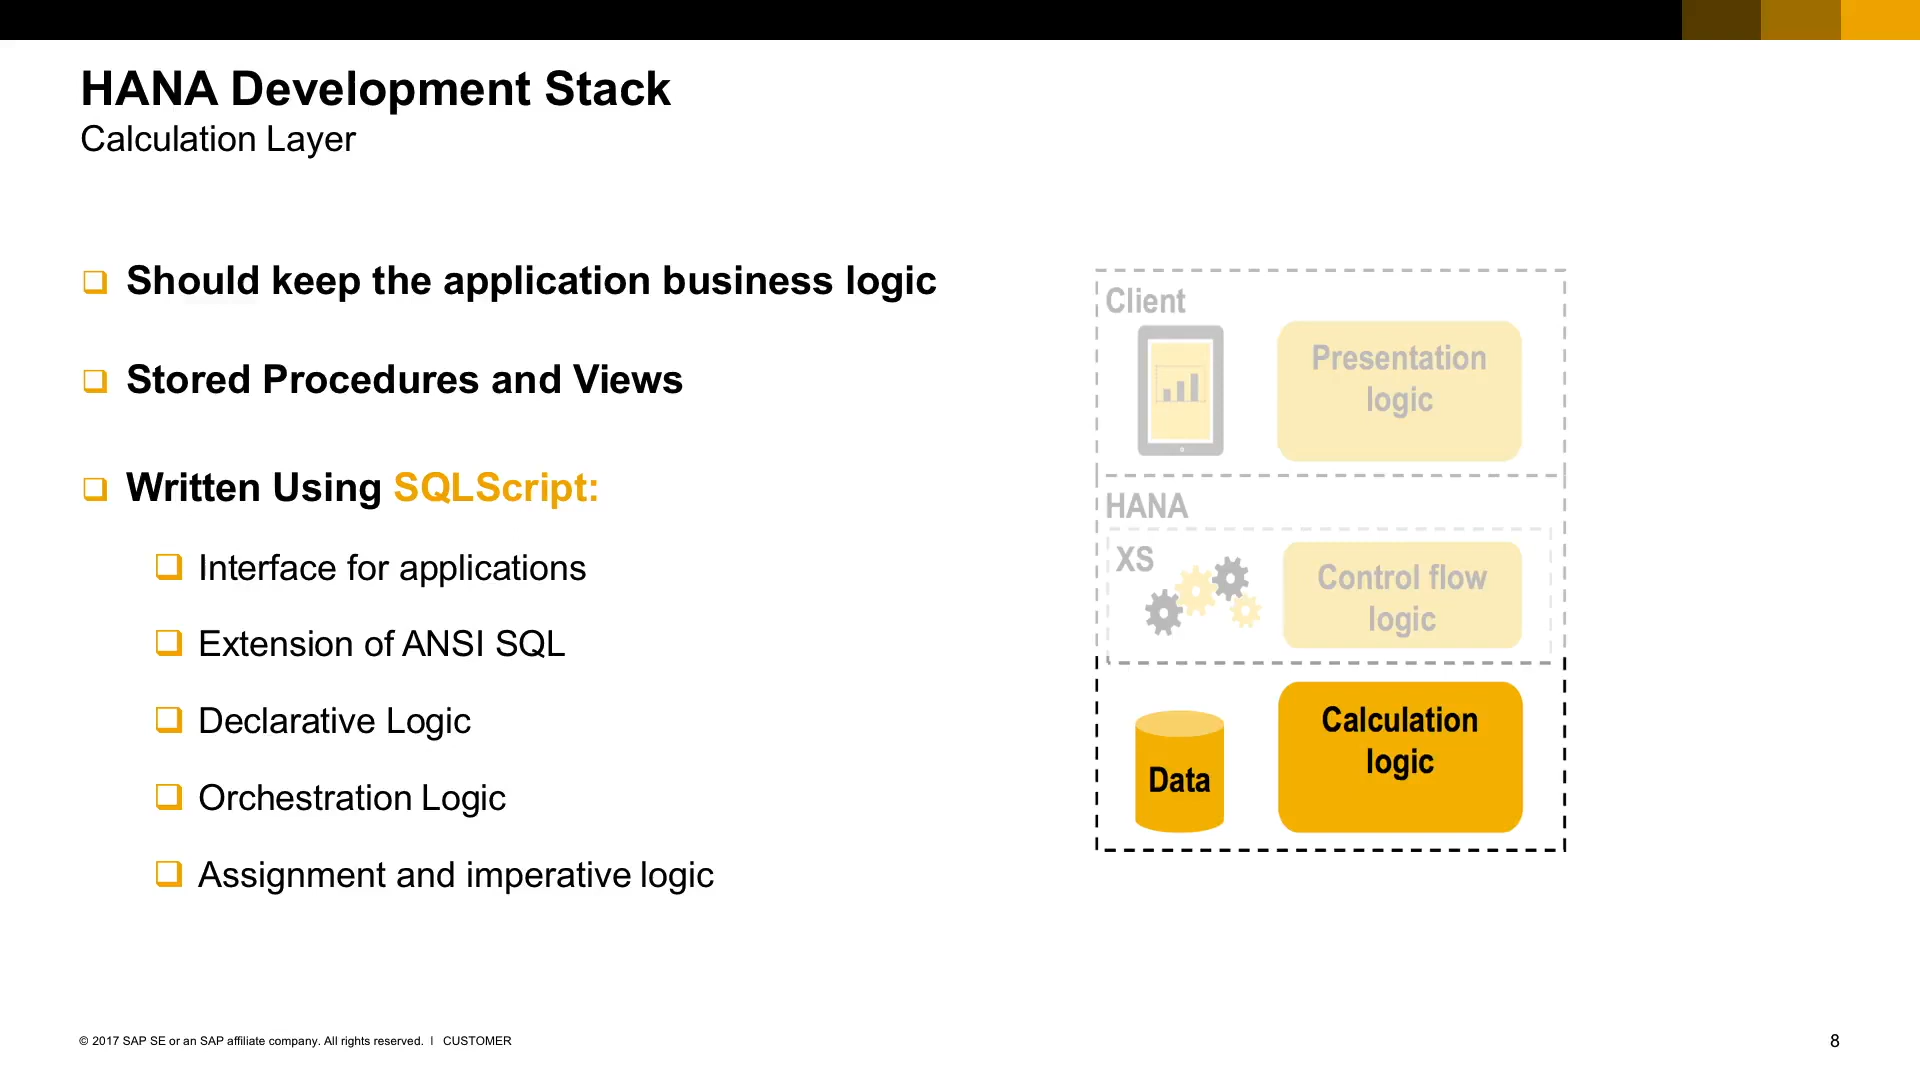 HANA Development Stack
Calculation Layer
Should keep the application business logic
Stored Procedures and Views
Written Using SQLScript:
Interface for applications
Extension of ANSI SQL
Declarative Logic
Orchestration Logic
Assignment and imperative logic
Client
Presentation
logic
HANA
XS
Control flow
logic
Data
Calculation
logic
© 2017 SAP SE or an SAP affiliate company. All rights reserved. | CUSTOMER
8